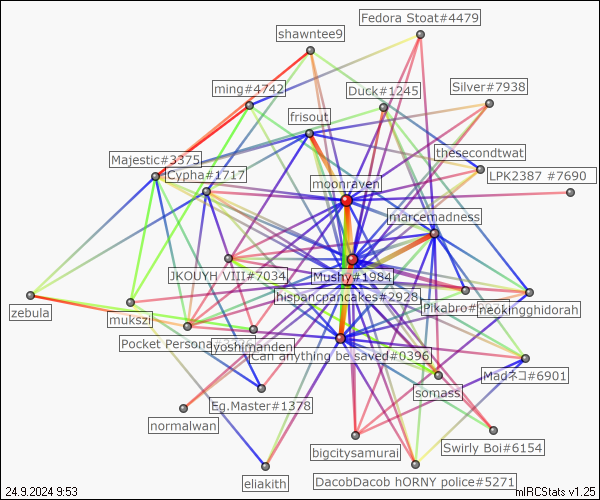 Fedora Stoat#4479
shawntee9
ming#4742
Duck#1245
Silver#7938
frisout
thesecondtwat
Majestic#3375
Cypha#1717
LPK2387 #7690
moonraven
marcemadness
JKOUYH VIII#7034
Mushy#1984
hispancpancakes#2928
Pikabro#
neokingghidorah
zebula
mukszi
Pocket Persona
yoshimanden
Can anything be saved#0396
Madネコ#6901
somass
Eg.Master#1378
normalwan
bigcitysamurai
Swirly Boi#6154
eliakith
DacobDacob hORNY police#5271
24.9.2024 9:53
mIRCStats v1.25